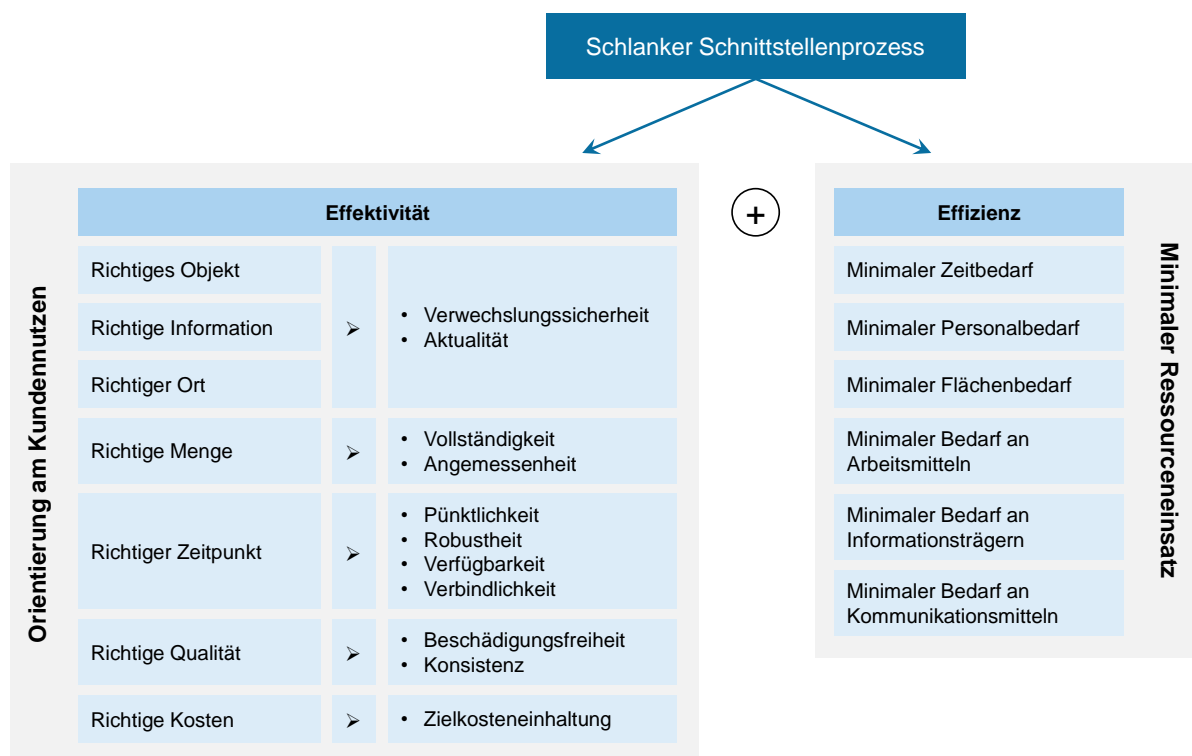 Schlanker Schnittstellenprozess
Orientierung am Kundennutzen
Effektivität
Richtiges Objekt
Richtige Information
Richtiger Ort
• Verwechslungssicherheit
• Aktualität
Richtige Menge
• Vollständigkeit
• Angemessenheit
Richtiger Zeitpunkt
• Pünktlichkeit
• Robustheit
• Verfügbarkeit
• Verbindlichkeit
Richtige Qualität
• Beschädigungsfreiheit
• Konsistenz
Richtige Kosten
• Zielkosteneinhaltung
+
Effizienz
Minimaler Zeitbedarf
Minimaler Personalbedarf
Minimaler Flächenbedarf
Minimaler Bedarf an
Arbeitsmitteln
Minimaler Bedarf an
Informationsträgern
Minimaler Bedarf an
Kommunikationsmitteln
Minimaler Ressourceneinsatz